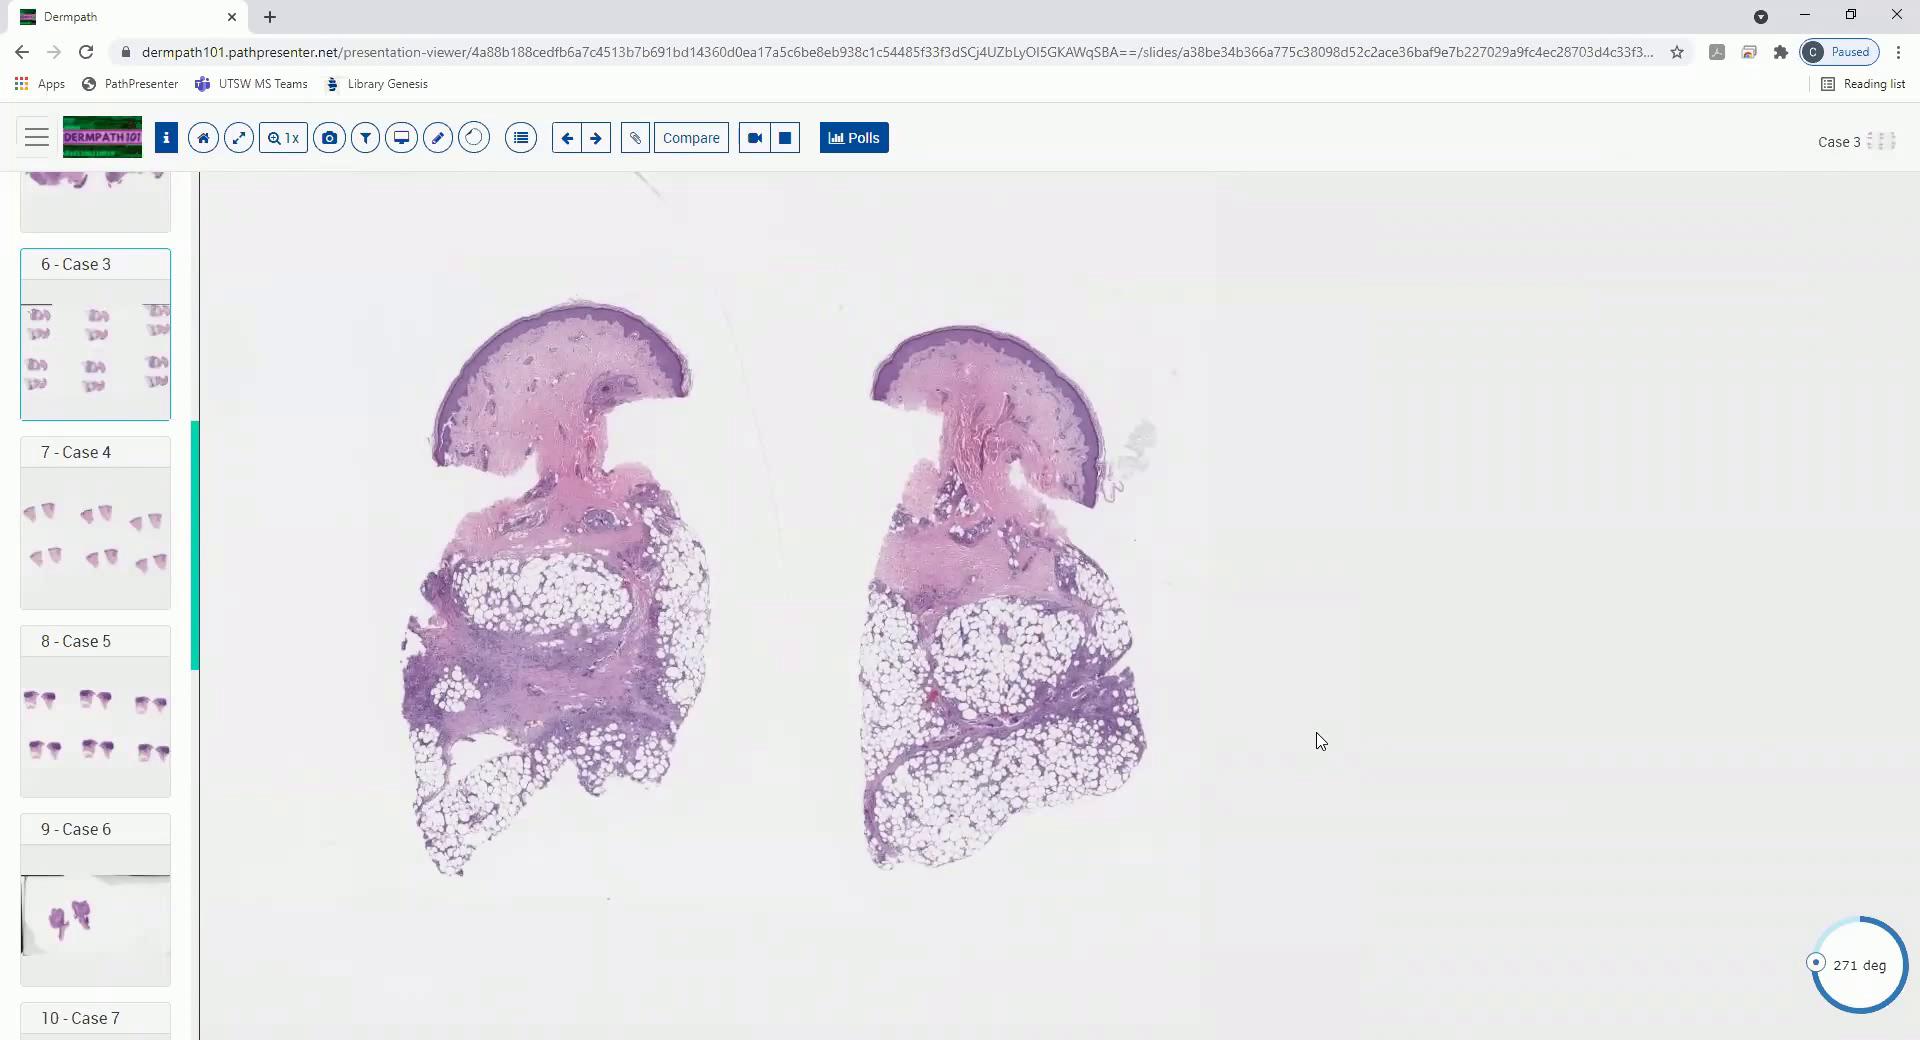 Dermpath
dermpath101.pathpresenter.net/presentation-viewer/4a88b188cedfb6a7c4513b7b691bd14360d0ea17a5c6be8eb938c1c54485f33f3dSCj4UZbLyOI5GKAWqSBA==/slides/a38be34b366a775c38098d52c2ace36baf9e7b227029a9fc4ec28703d4c33f3...
C Paused
Apps PathPresenter UTSW MS Teams Library Genesis Reading list
DERMPATH 101 i 1x Compare Polls Case 3
6 - Case 3
7 - Case 4
8 - Case 5
9 - Case 6
10 - Case 7
271 deg